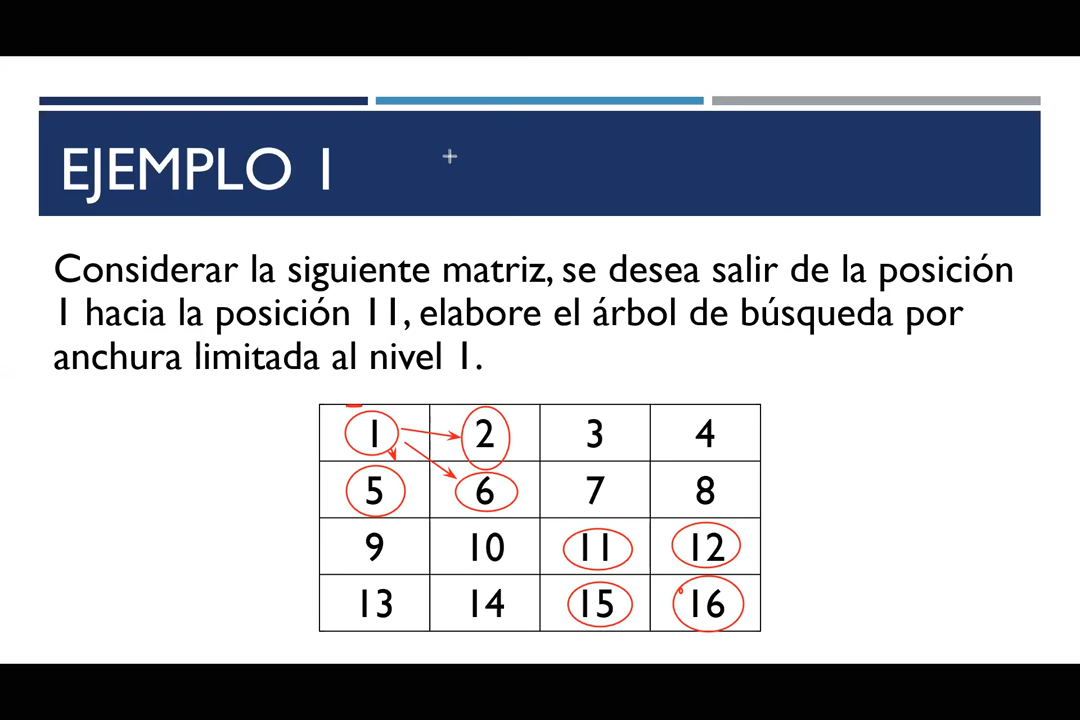 EJEMPLO 1
Considerar la siguiente matriz, se desea salir de la posición
1 hacia la posición 11, elabore el árbol de búsqueda por
anchura limitada al nivel 1.
1 2 3 4
5 6 7 8
9 10 11 12
13 14 15 16